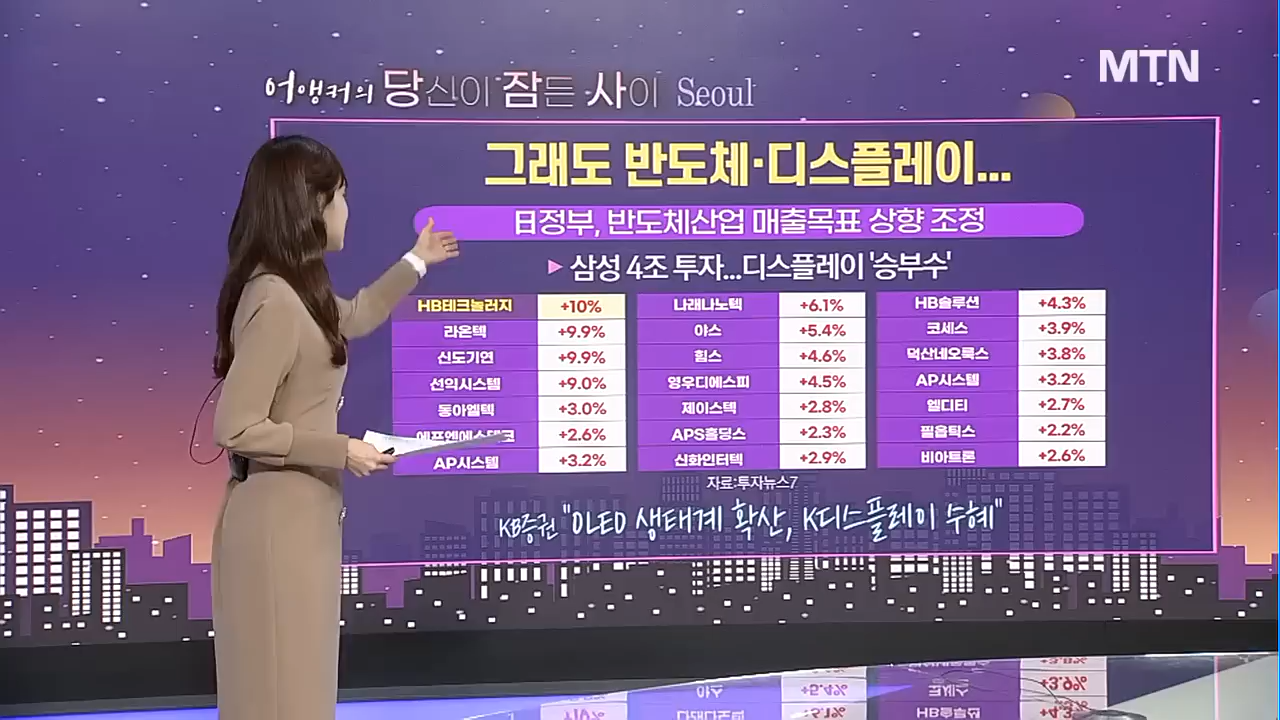 MTN
어앵커의 당신이 잠든 사이 Seoul
그래도 반도체·디스플레이...
日정부, 반도체산업 매출목표 상향 조정
▶ 삼성 4조 투자...디스플레이 '승부수'
HB테크놀러지 +10% 나래나노텍 +6.1% HB솔루션 +4.3%
라온텍 +9.9% 야스 +5.4% 코세스 +3.9%
신도기연 +9.9% 힘스 +4.6% 덕산네오룩스 +3.8%
선익시스템 +9.0% 영우디에스피 +4.5% AP시스템 +3.2%
동아엘텍 +3.0% 제이스텍 +2.8% 엘디티 +2.7%
에프엔에스테크 +2.6% APS홀딩스 +2.3% 필옵틱스 +2.2%
AP시스템 +3.2% 신화인터텍 +2.9% 비아트론 +2.6%
자료:투자뉴스7
KB증권 "OLED 생태계 확산, K디스플레이 수혜"